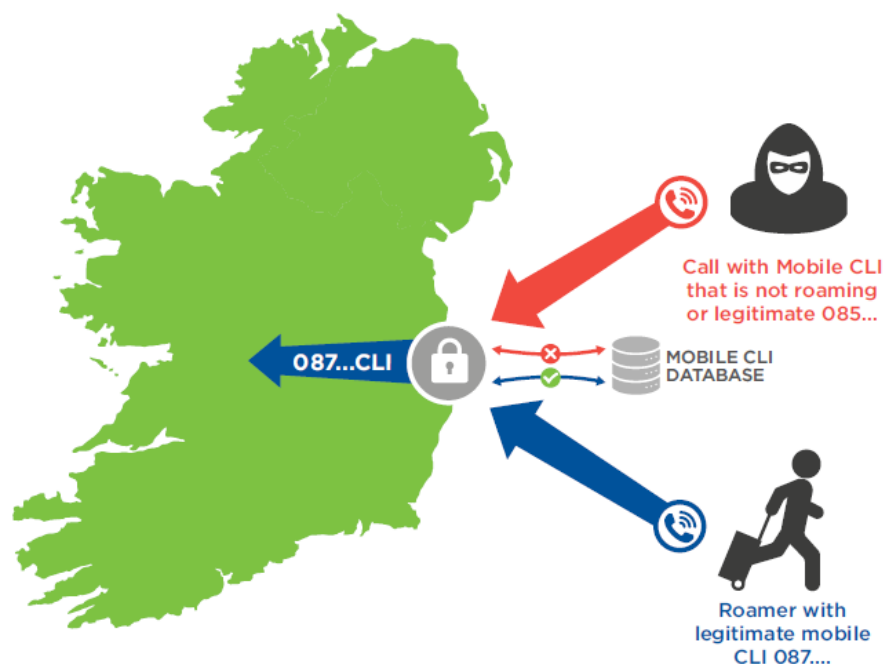 Call with Mobile CLI
that is not roaming
or legitimate 085...
087...CLI
MOBILE CLI
DATABASE
Roamer with
legitimate mobile
CLI 087....